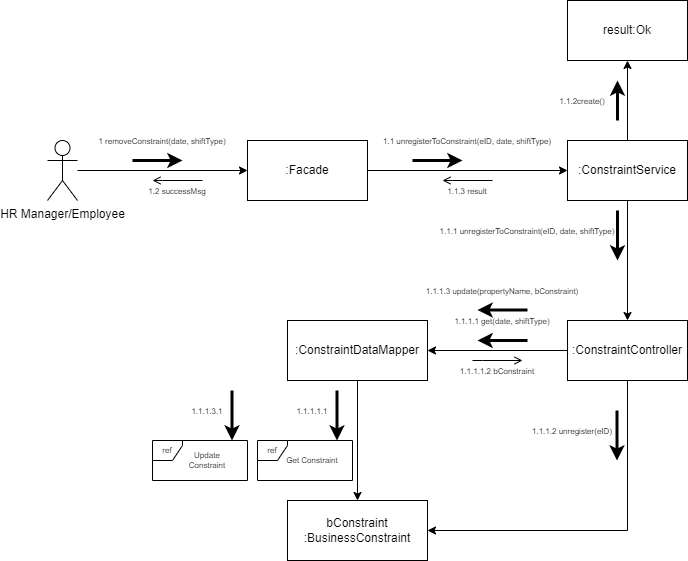 result:Ok
1.1.2create()
1 removeConstraint(date, shiftType)
1.1 unregisterToConstraint(eID, date, shiftType)
:Facade
:ConstraintService
1.2 successMsg
1.1.3 result
HR Manager/Employee
1.1.1 unregisterToConstraint(eID, date, shiftType)
1.1.1.3 update(propertyName, bConstraint)
1.1.1.1 get(date, shiftType)
:ConstraintDataMapper
:ConstraintController
1.1.1.1.2 bConstraint
1.1.1.3.1
1.1.1.1.1
1.1.1.2 unregister(eID)
ref
Update
Constraint
ref
Get Constraint
bConstraint
:BusinessConstraint